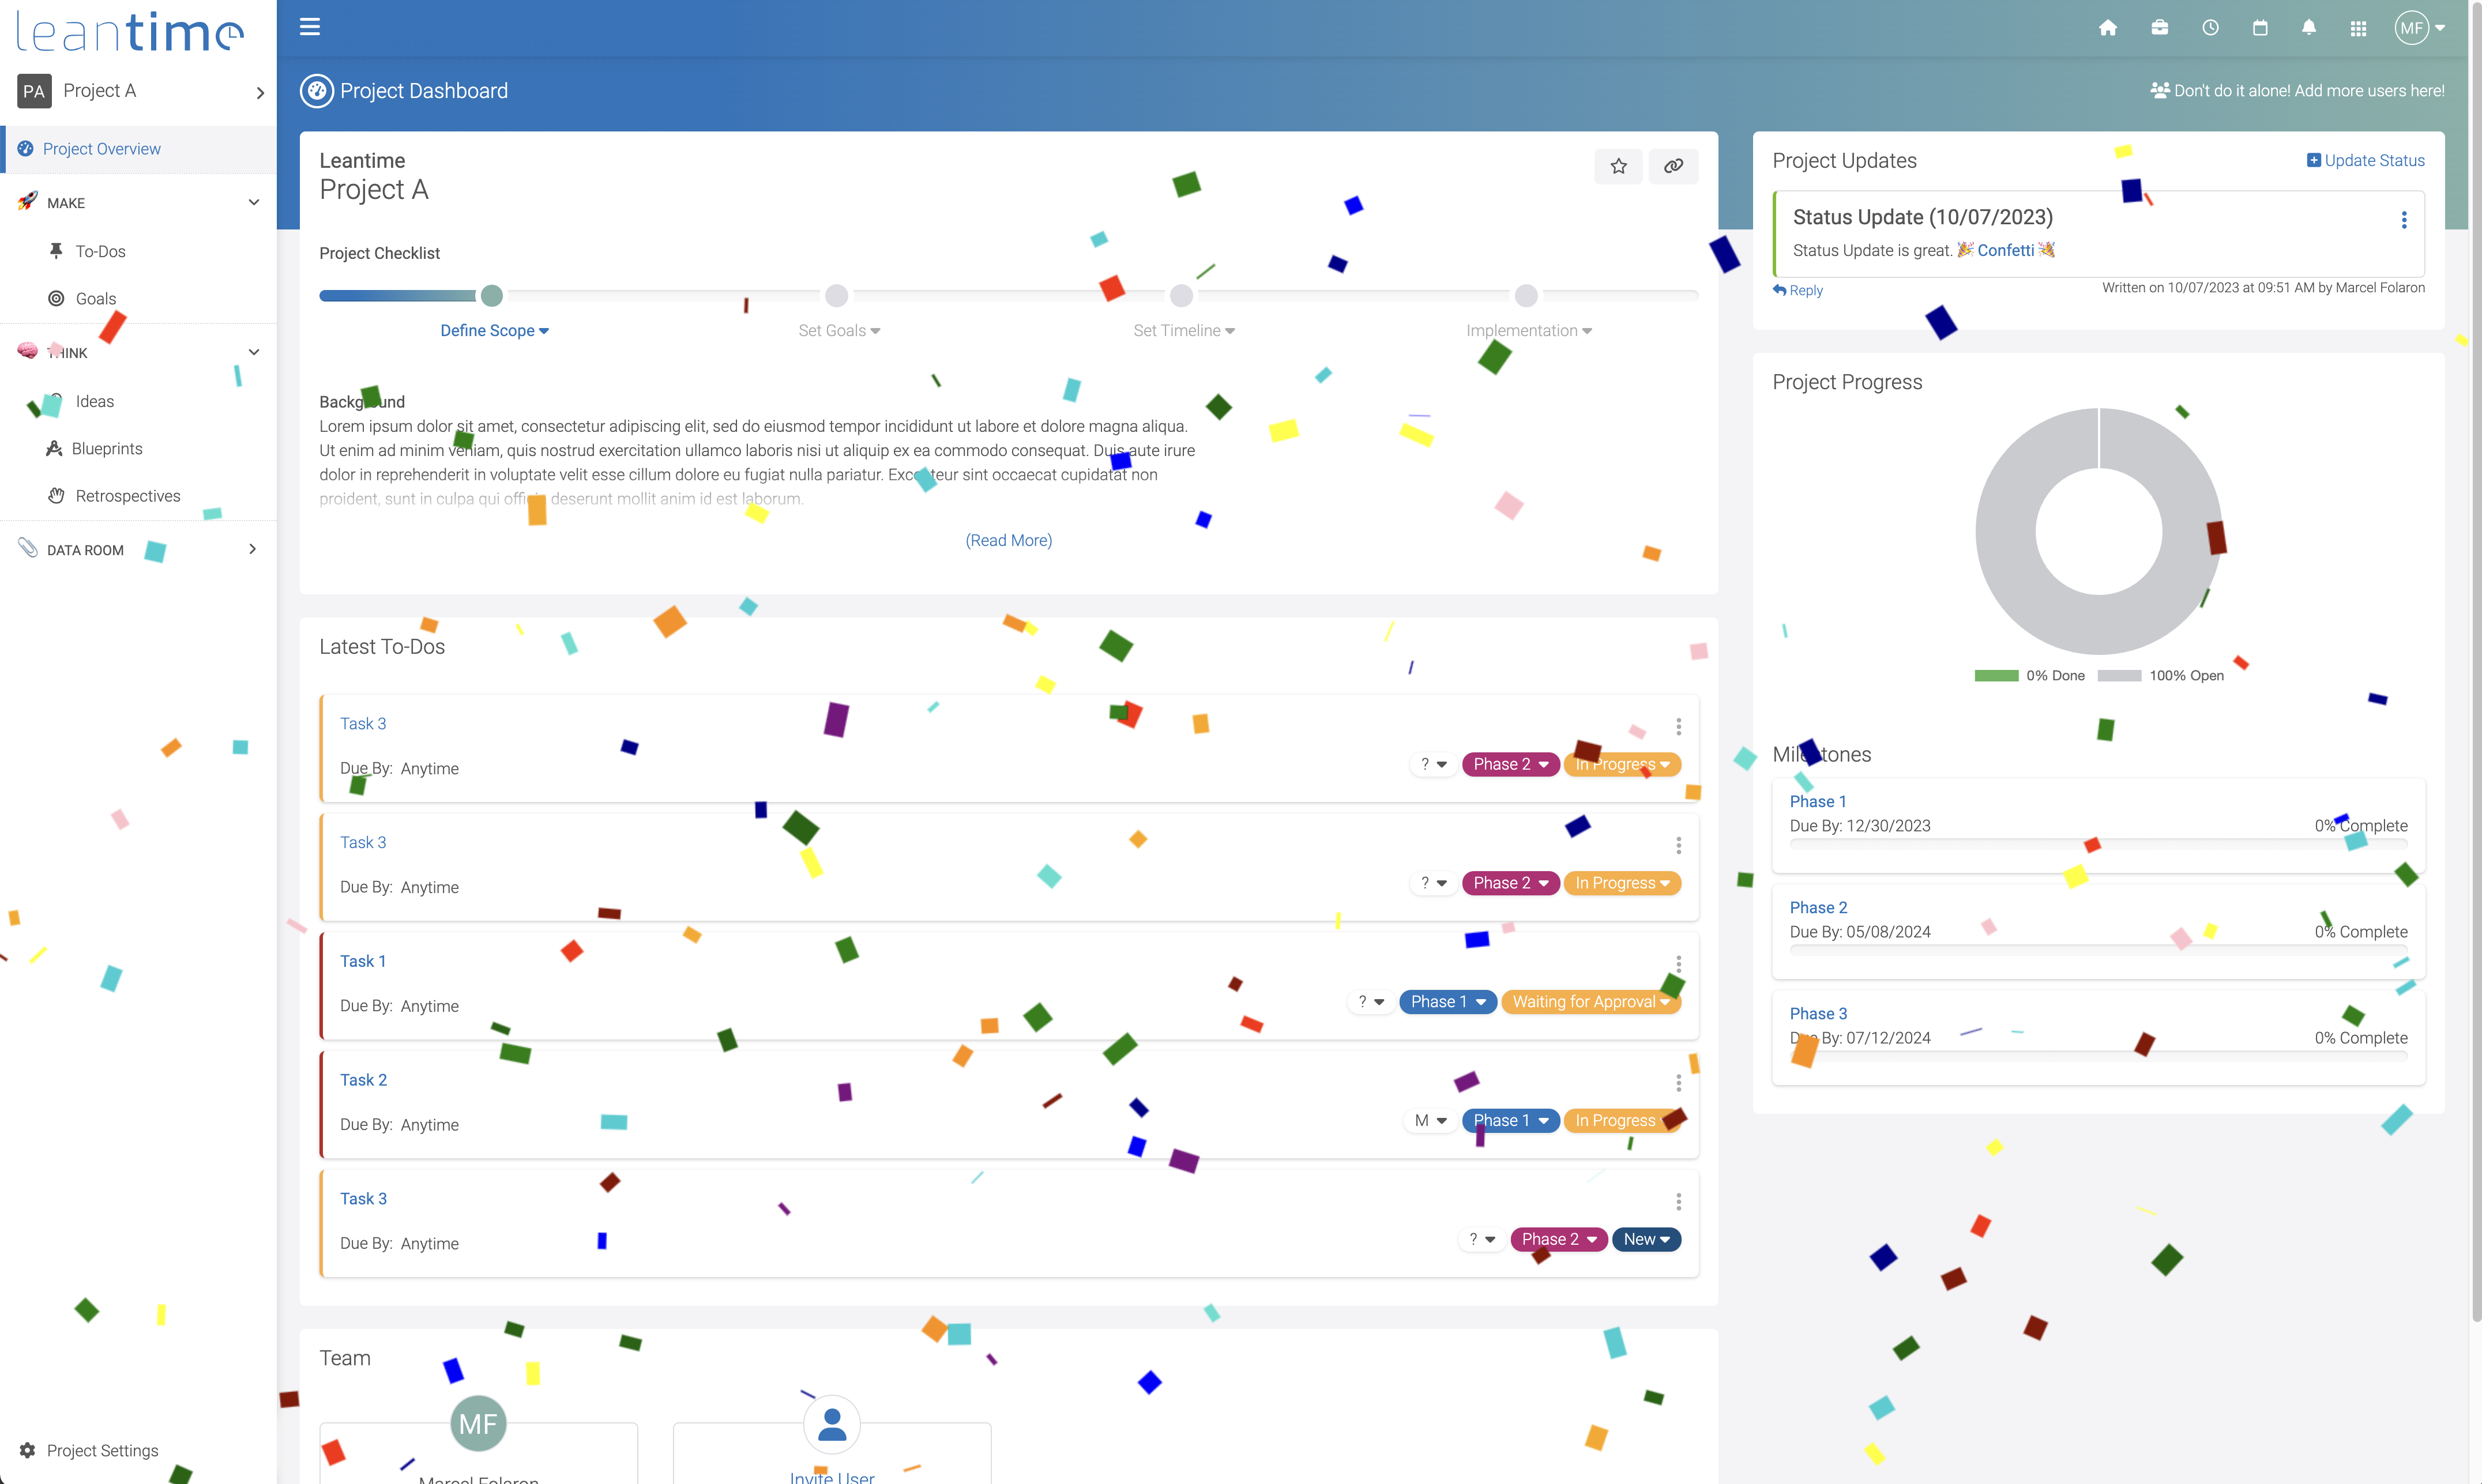 leantime
PA Project A
Project Overview
MAKE
To-Dos
Goals
THINK
Ideas
Blueprints
Retrospectives
DATA ROOM
Project Settings
MF
Project Dashboard
Don't do it alone! Add more users here!
Leantime
Project A
Project Checklist
Define Scope Set Goals Set Timeline Implementation
Background
Lorem ipsum dolor sit amet, consectetur adipiscing elit, sed do eiusmod tempor incididunt ut labore et dolore magna aliqua.
Ut enim ad minim veniam, quis nostrud exercitation ullamco laboris nisi ut aliquip ex ea commodo consequat. Duis aute irure
dolor in reprehenderit in voluptate velit esse cillum dolore eu fugiat nulla pariatur. Excepteur sint occaecat cupidatat non
proident, sunt in culpa qui officia deserunt mollit anim id est laborum.
(Read More)
Latest To-Dos
Task 3
Due By: Anytime
? Phase 2 In Progress
Task 3
Due By: Anytime
? Phase 2 In Progress
Task 1
Due By: Anytime
? Phase 1 Waiting for Approval
Task 2
Due By: Anytime
M Phase 1 In Progress
Task 3
Due By: Anytime
? Phase 2 New
Team
MF
Marcel Folaron
Invite User
Project Updates
Update Status
Status Update (10/07/2023)
Status Update is great. 🎉 Confetti 🎊
Reply
Written on 10/07/2023 at 09:51 AM by Marcel Folaron
Project Progress
0% Done 100% Open
Milestones
Phase 1
Due By: 12/30/2023 0% Complete
Phase 2
Due By: 05/08/2024 0% Complete
Phase 3
Due By: 07/12/2024 0% Complete